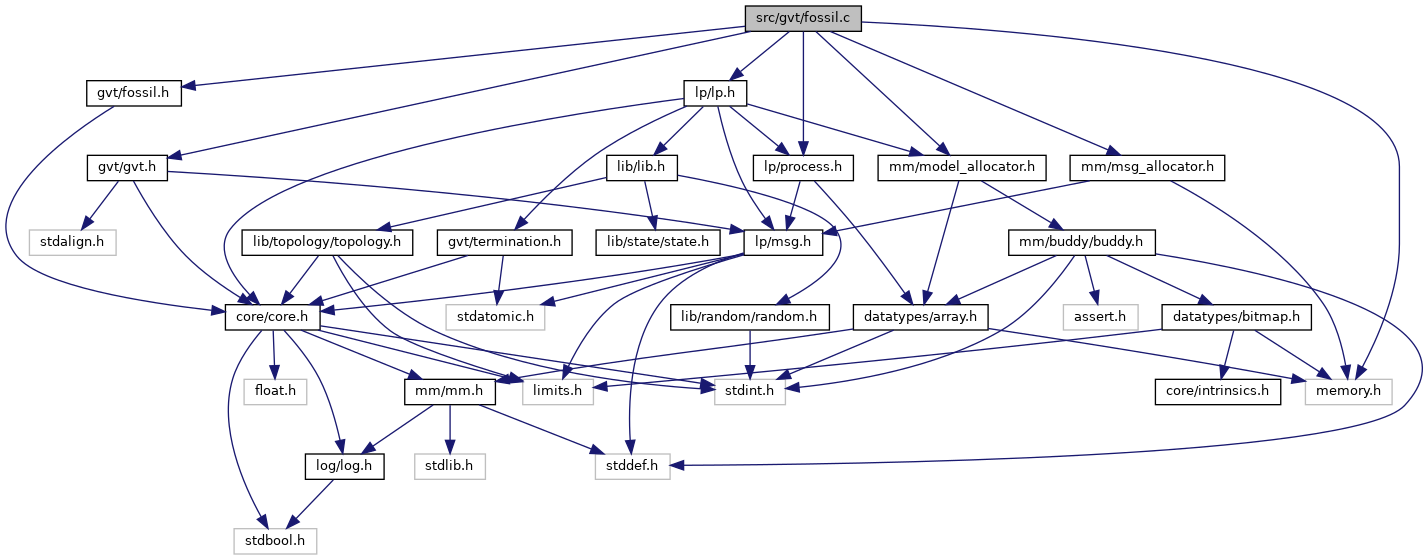 src/gvt/fossil.c
gvt/fossil.h
lp/lp.h
gvt/gvt.h
lib/lib.h
lp/process.h
mm/model_allocator.h
mm/msg_allocator.h
stdalign.h
lib/topology/topology.h
gvt/termination.h
lib/state/state.h
lp/msg.h
mm/buddy/buddy.h
core/core.h
stdatomic.h
lib/random/random.h
datatypes/array.h
assert.h
datatypes/bitmap.h
float.h
mm/mm.h
limits.h
stdint.h
core/intrinsics.h
memory.h
log/log.h
stdlib.h
stddef.h
stdbool.h